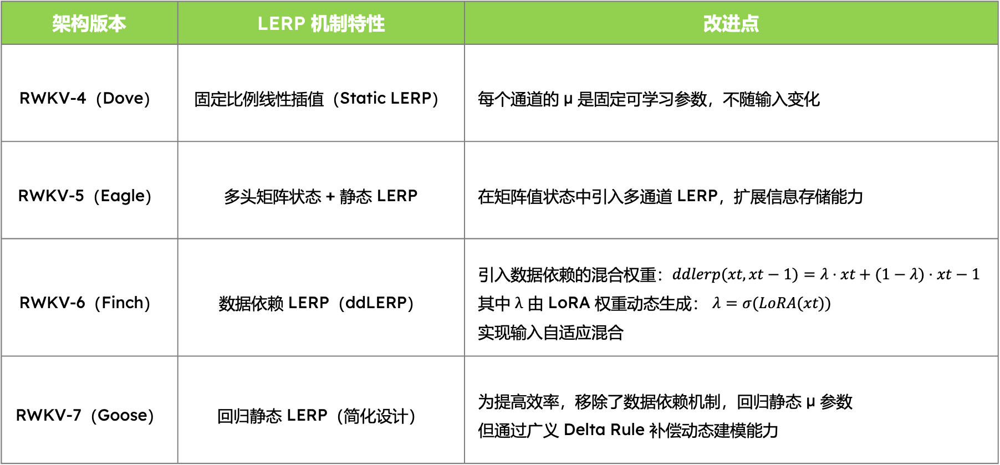 架构版本
LERP 机制特性
改进点
RWKV-4（Dove）
固定比例线性插值（Static LERP）
每个通道的 μ 是固定可学习参数，不随输入变化
RWKV-5（Eagle）
多头矩阵状态 + 静态 LERP
在矩阵值状态中引入多通道 LERP，扩展信息存储能力
RWKV-6（Finch）
数据依赖 LERP（ddLERP）
引入数据依赖的混合权重：ddlerp(xt, xt − 1) = λ · xt + (1 − λ) · xt − 1
其中 λ 由 LoRA 权重动态生成： λ = σ(LoRA(xt))
实现输入自适应混合
RWKV-7（Goose）
回归静态 LERP（简化设计）
为提高效率，移除了数据依赖机制，回归静态 μ 参数
但通过广义 Delta Rule 补偿动态建模能力